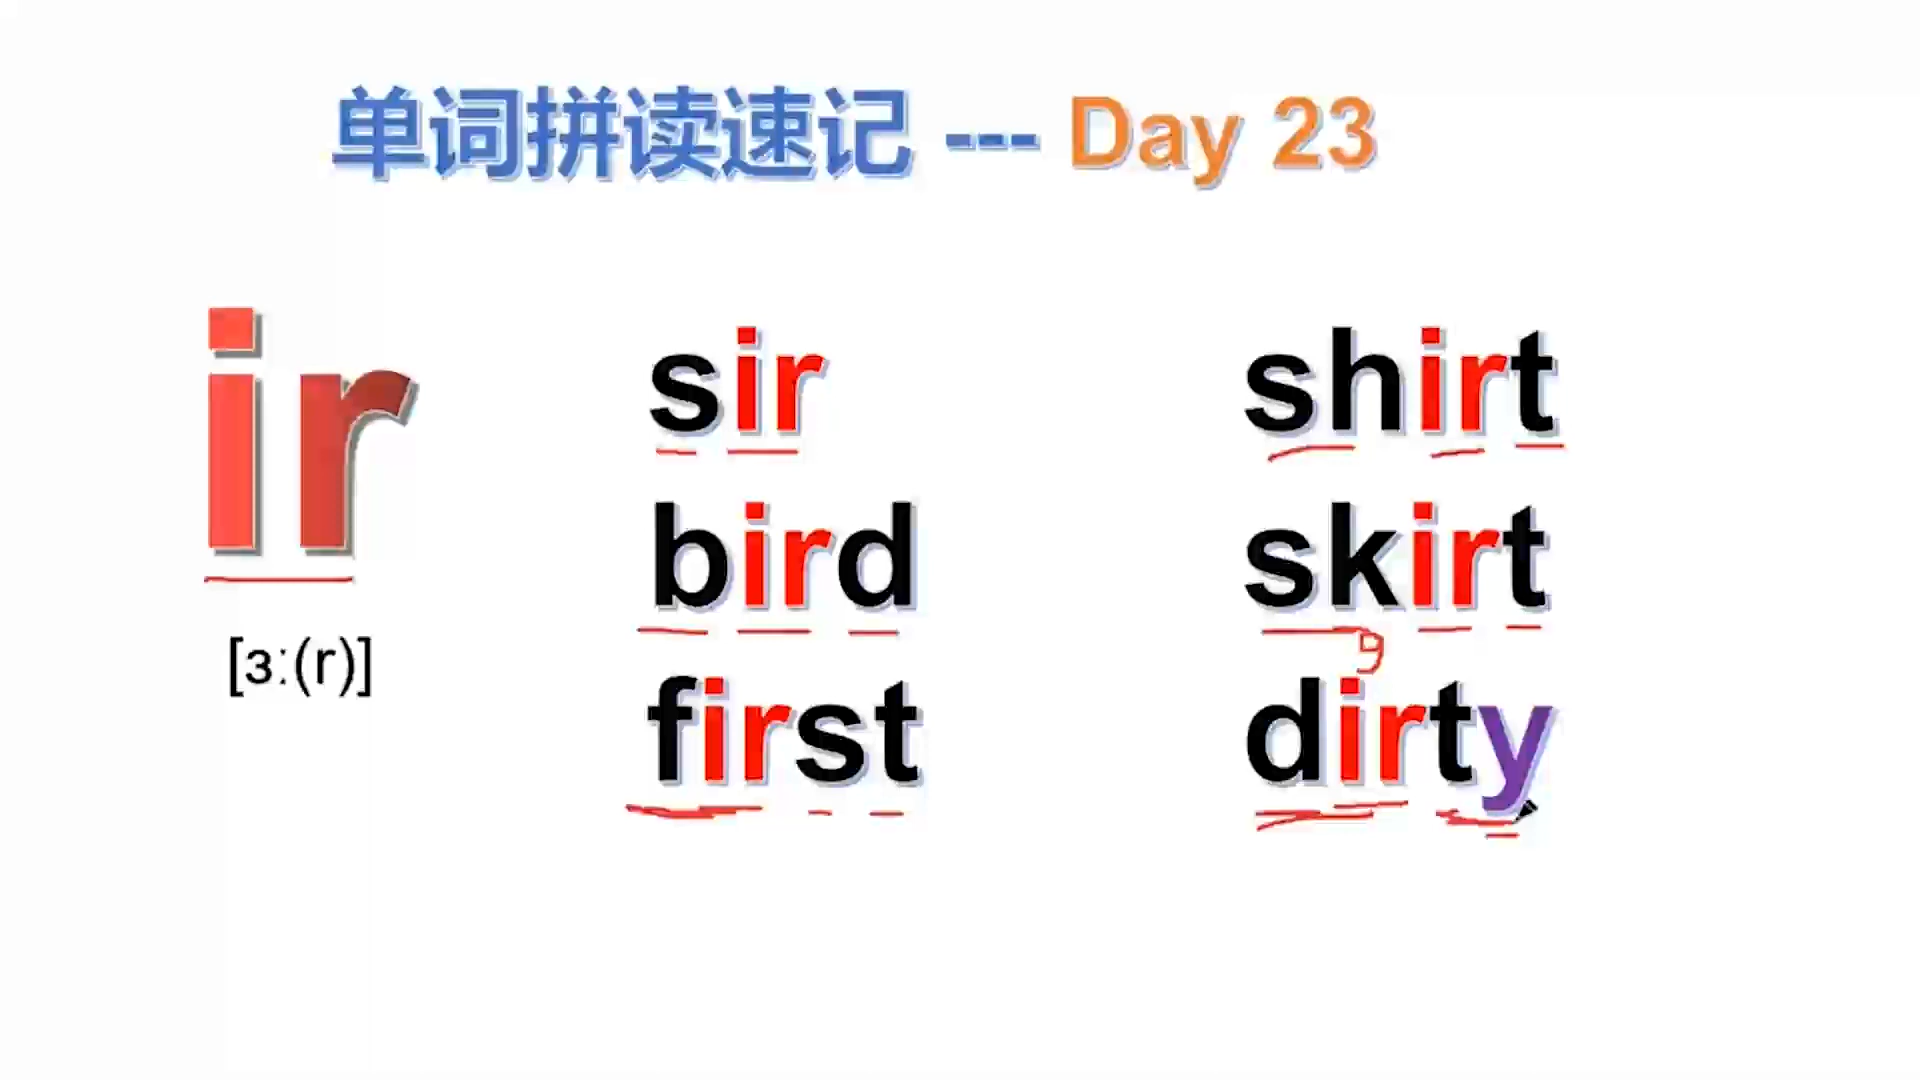 单词拼读速记 --- Day 23
ir
[ɜː(r)]
sir
bird
first
shirt
skirt
g
dirty